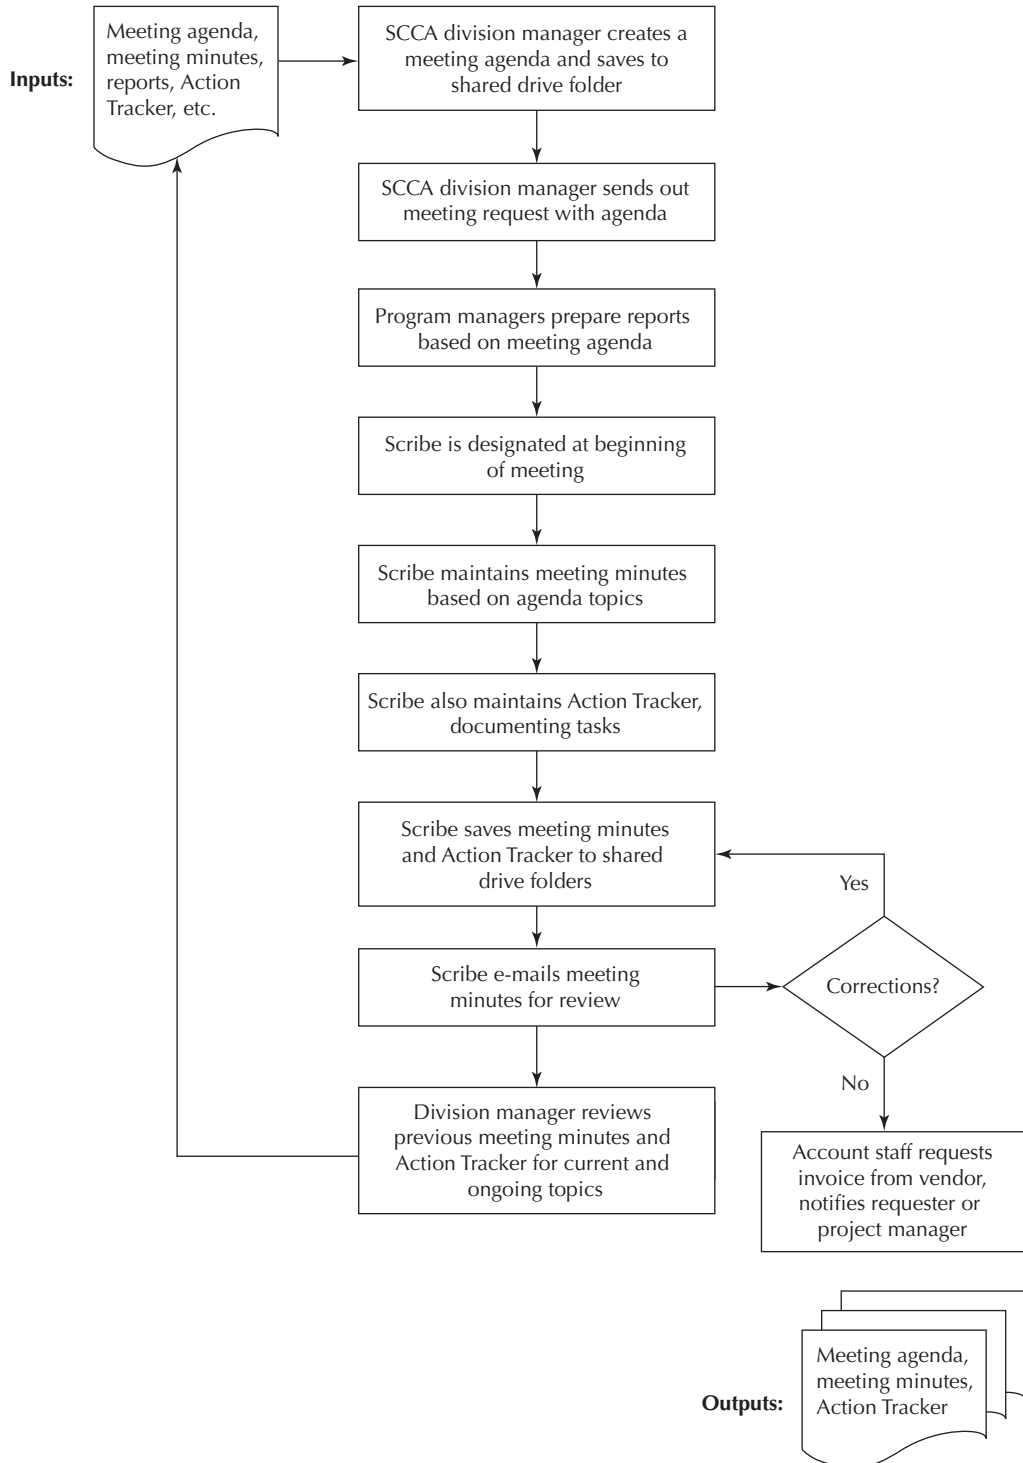 Inputs:
Meeting agenda,
meeting minutes,
reports, Action
Tracker, etc.
SCCA division manager creates a
meeting agenda and saves to
shared drive folder
SCCA division manager sends out
meeting request with agenda
Program managers prepare reports
based on meeting agenda
Scribe is designated at beginning
of meeting
Scribe maintains meeting minutes
based on agenda topics
Scribe also maintains Action Tracker,
documenting tasks
Scribe saves meeting minutes
and Action Tracker to shared
drive folders
Yes
Scribe e-mails meeting
minutes for review
Corrections?
No
Division manager reviews
previous meeting minutes and
Action Tracker for current and
ongoing topics
Account staff requests
invoice from vendor,
notifies requester or
project manager
Outputs:
Meeting agenda,
meeting minutes,
Action Tracker